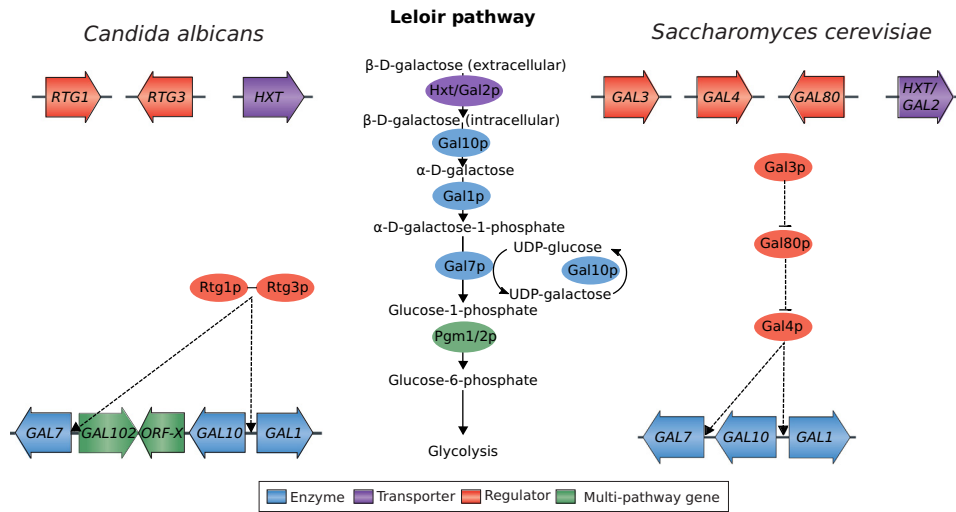 Leloir pathway
Candida albicans
Saccharomyces cerevisiae
RTG1
RTG3
HXT
β-D-galactose (extracellular)
Hxt/Gal2p
β-D-galactose (intracellular)
Gal10p
α-D-galactose
Gal1p
α-D-galactose-1-phosphate
UDP-glucose
Gal7p
Gal10p
UDP-galactose
Glucose-1-phosphate
Pgm1/2p
Glucose-6-phosphate
Glycolysis
GAL3
GAL4
GAL80
HXT/
GAL2
Gal3p
Gal80p
Gal4p
Rtg1p
Rtg3p
GAL7
GAL102
ORF-X
GAL10
GAL1
GAL7
GAL10
GAL1
Enzyme
Transporter
Regulator
Multi-pathway gene